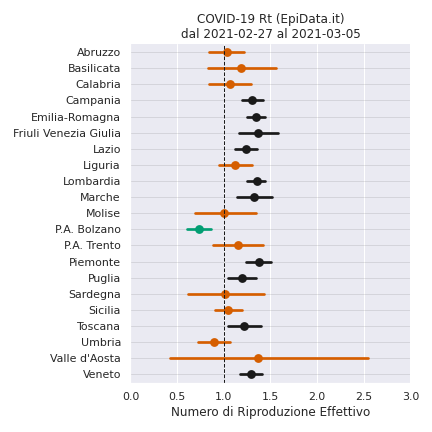 COVID-19 Rt (EpiData.it)
dal 2021-02-27 al 2021-03-05
Abruzzo
Basilicata
Calabria
Campania
Emilia-Romagna
Friuli Venezia Giulia
Lazio
Liguria
Lombardia
Marche
Molise
P.A. Bolzano
P.A. Trento
Piemonte
Puglia
Sardegna
Sicilia
Toscana
Umbria
Valle d'Aosta
Veneto
0.0 0.5 1.0 1.5 2.0 2.5 3.0
Numero di Riproduzione Effettivo